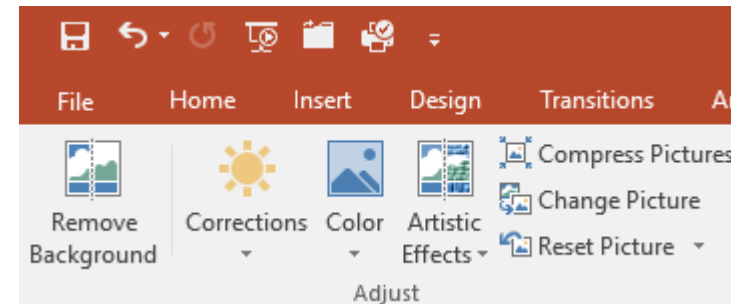 File Home Insert Design Transitions
Compress Pictures
Change Picture
Remove Corrections Color Artistic Reset Picture
Background Effects
Adjust